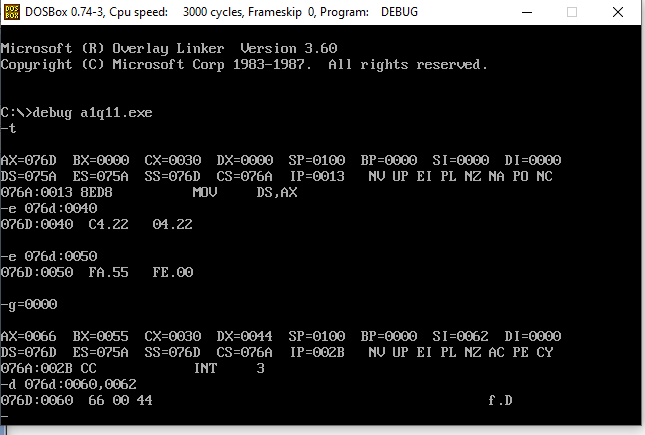 DOSBox 0.74-3, Cpu speed: 3000 cycles, Frameskip 0, Program: DEBUG
Microsoft (R) Overlay Linker Version 3.60
Copyright (C) Microsoft Corp 1983-1987. All rights reserved.
C:\>debug a1q11.exe
-t
AX=076D BX=0000 CX=0030 DX=0000 SP=0100 BP=0000 SI=0000 DI=0000
DS=075A ES=075A SS=076D CS=076A IP=0013 NV UP EI PL NZ NA PO NC
076A:0013 8ED8 MOV DS,AX
-e 076d:0040
076D:0040 C4.22 04.22
-e 076d:0050
076D:0050 FA.55 FE.00
-g=0000
AX=0066 BX=0055 CX=0030 DX=0044 SP=0100 BP=0000 SI=0062 DI=0000
DS=076D ES=075A SS=076D CS=076A IP=002B NV UP EI PL NZ AC PE CY
076A:002B CC INT 3
-d 076d:0060,0062
076D:0060 66 00 44 f.D
-